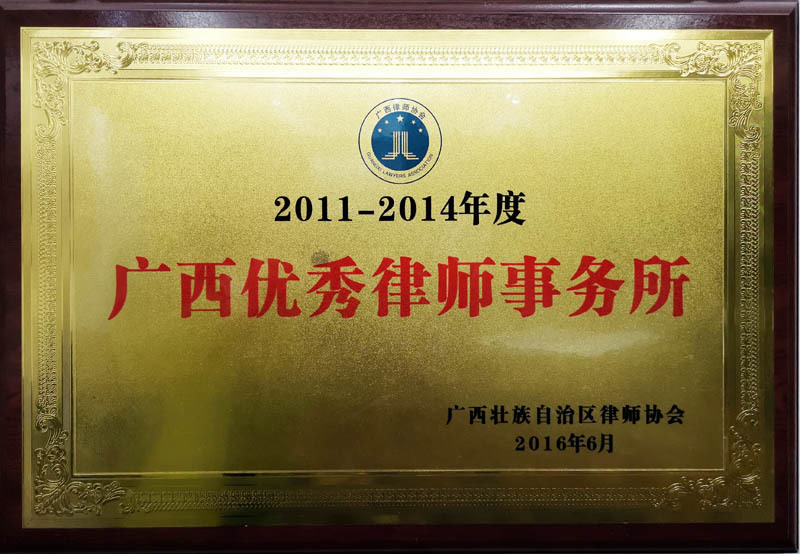 广西律师协会
GUANGXI LAWYERS ASSOCIATION
2011-2014年度
广西优秀律师事务所
广西壮族自治区律师协会
2016年6月